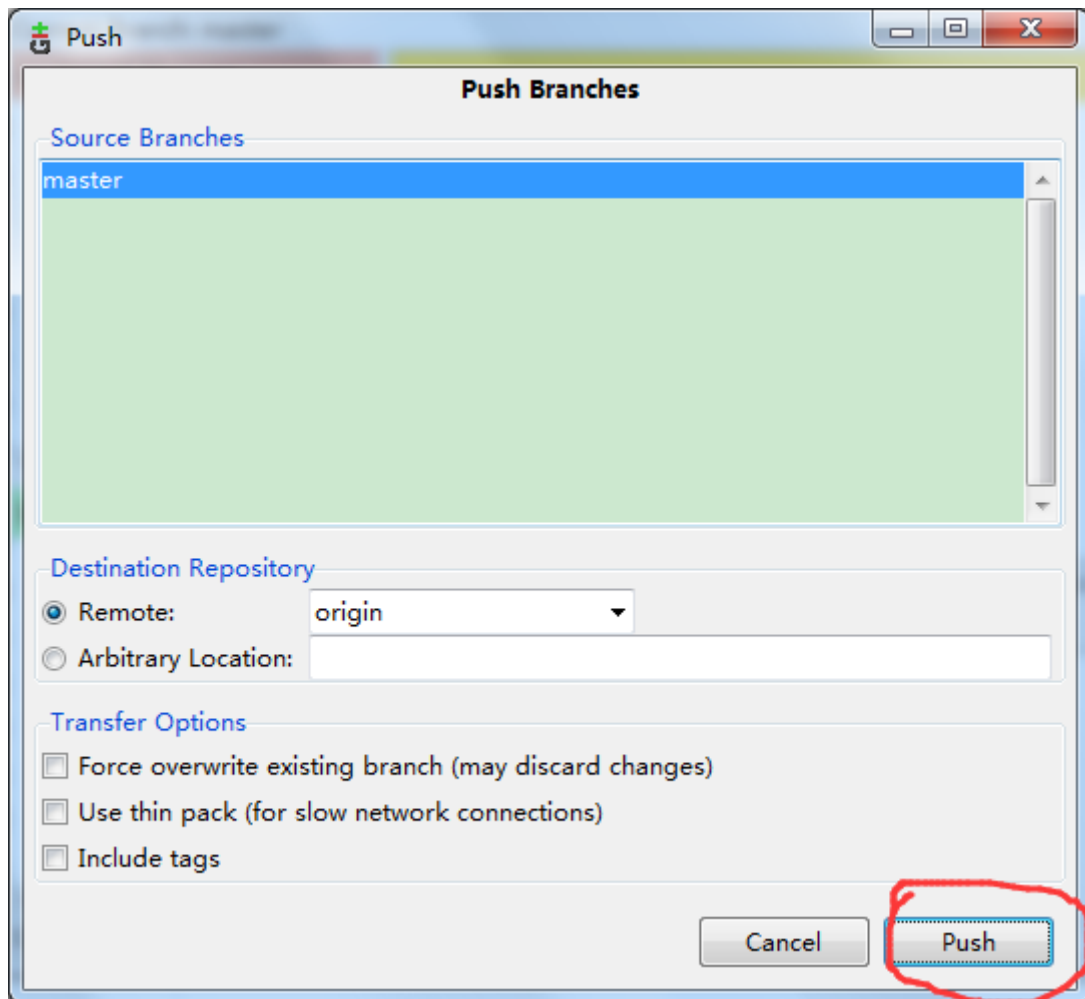 Push
Push Branches
Source Branches
master
Destination Repository
Remote: origin
Arbitrary Location:
Transfer Options
Force overwrite existing branch (may discard changes)
Use thin pack (for slow network connections)
Include tags
Cancel Push